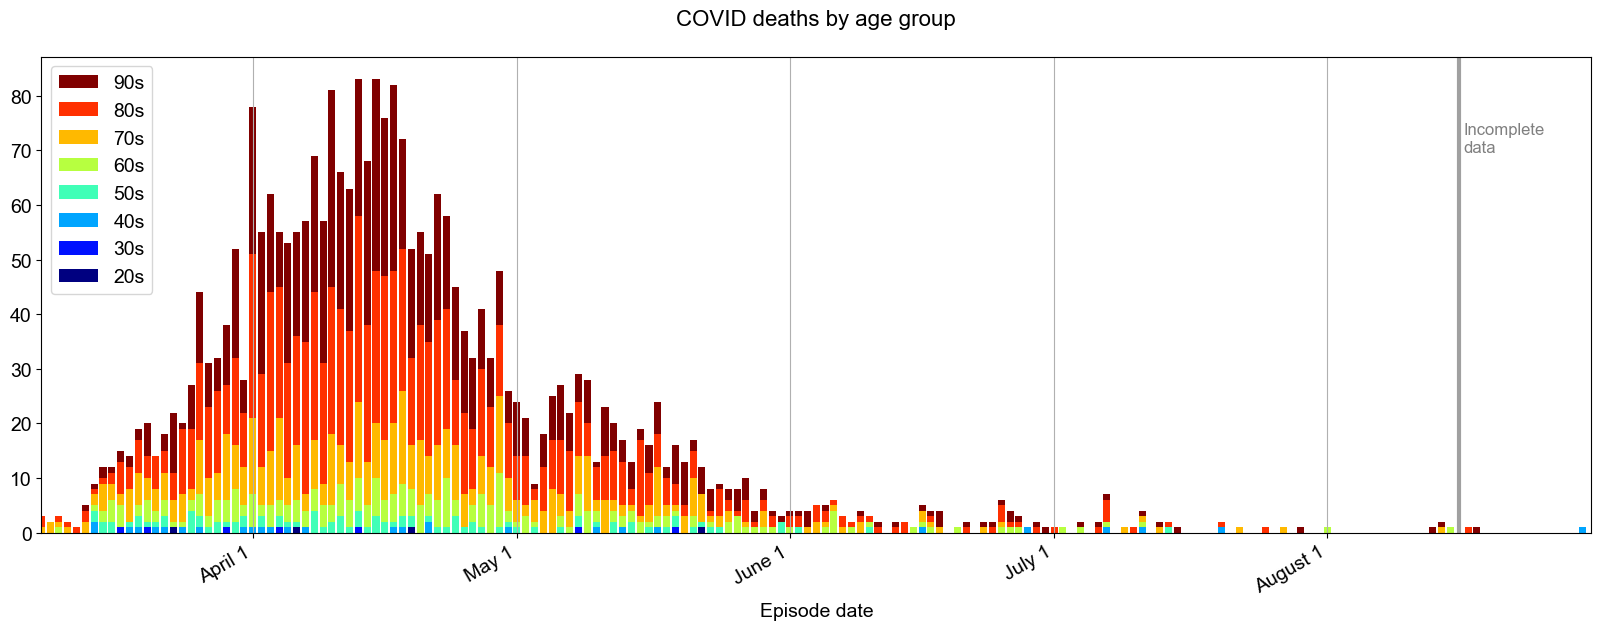 COVID deaths by age group
90s
80s
70s
60s
50s
40s
30s
20s
80
70
60
50
40
30
20
10
0
Incomplete
data
April 1
May 1
June 1
July 1
August 1
Episode date